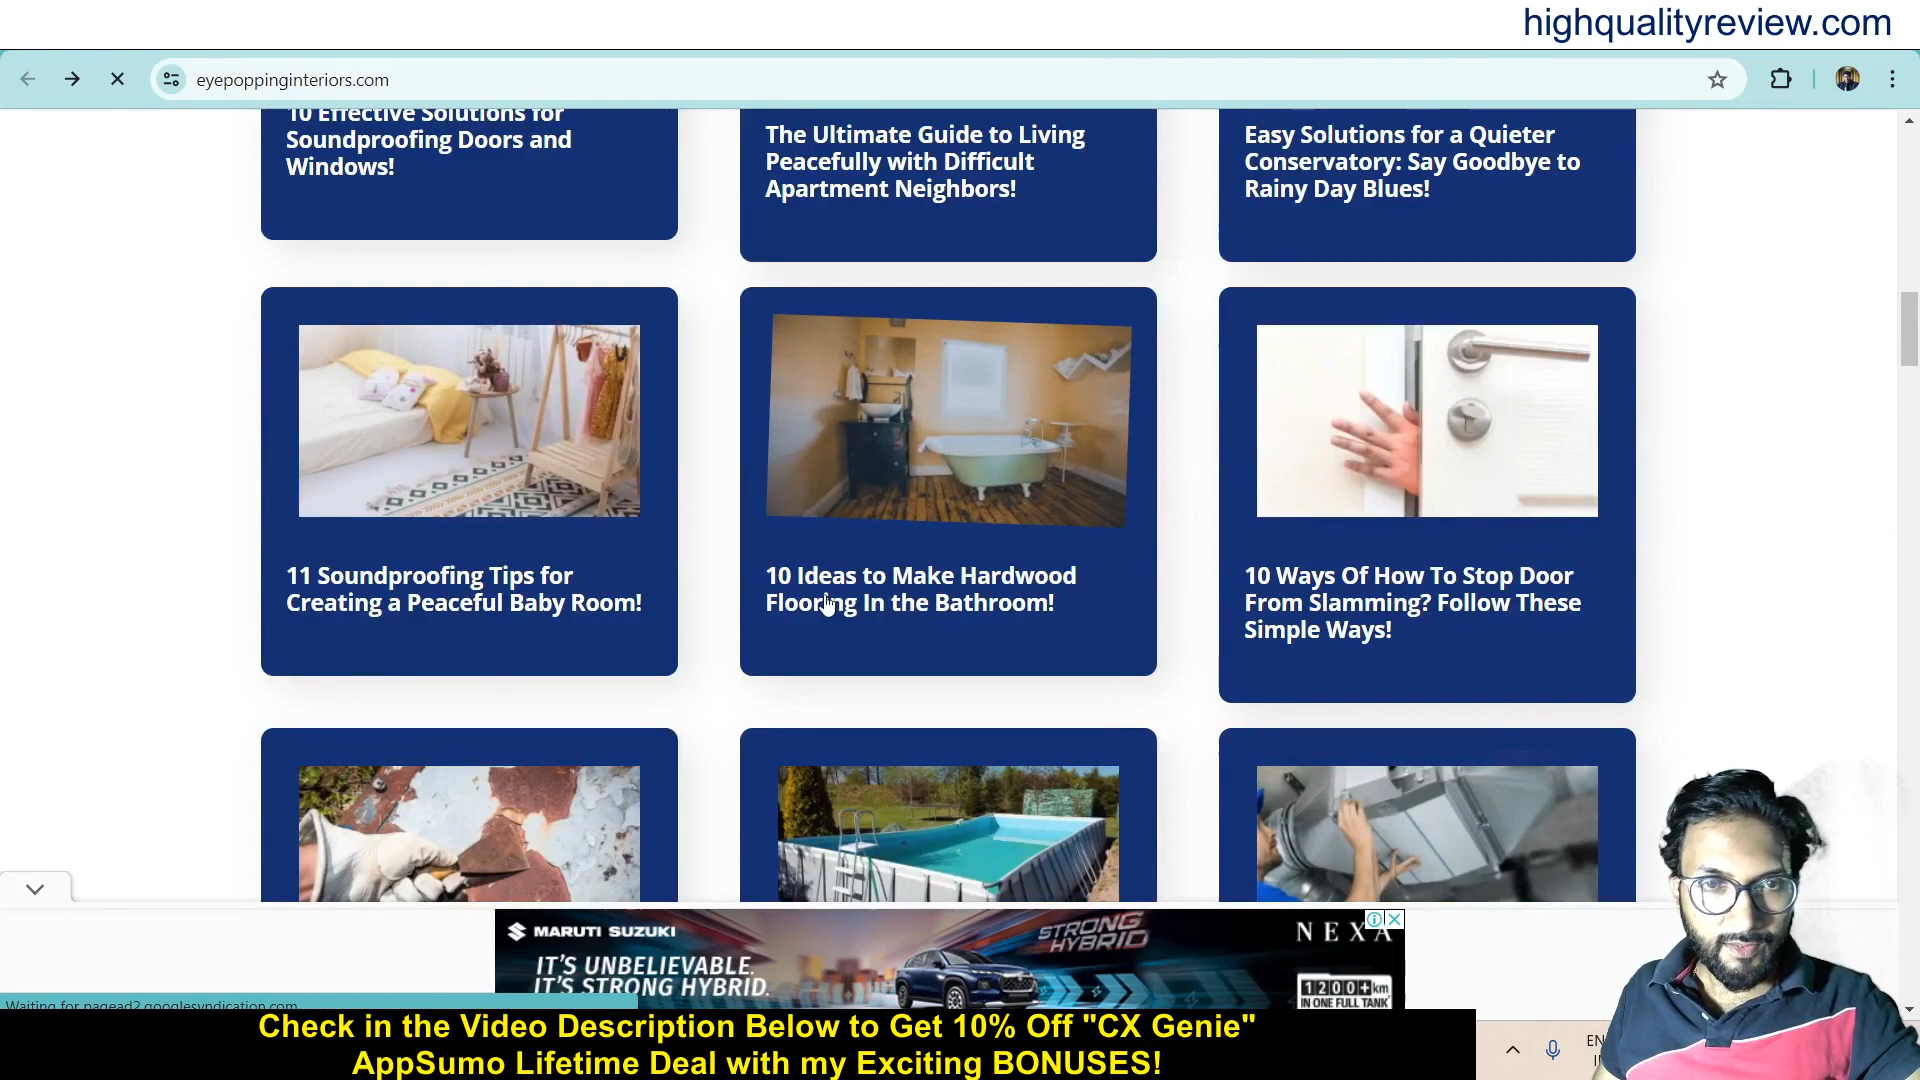 highqualityreview.com
eyepoppinginteriors.com
10 Effective Solutions for
Soundproofing Doors and
Windows!
The Ultimate Guide to Living
Peacefully with Difficult
Apartment Neighbors!
Easy Solutions for a Quieter
Conservatory: Say Goodbye to
Rainy Day Blues!
11 Soundproofing Tips for
Creating a Peaceful Baby Room!
10 Ideas to Make Hardwood
Flooring In the Bathroom!
10 Ways Of How To Stop Door
From Slamming? Follow These
Simple Ways!
MARUTI SUZUKI
IT'S UNBELIEVABLE.
IT'S STRONG HYBRID.
STRONG
HYBRID
NEXA
1200+km
IN ONE FULL TANK
Waiting for pagead2.googlesyndication.com
Check in the Video Description Below to Get 10% Off "CX Genie"
AppSumo Lifetime Deal with my Exciting BONUSES!